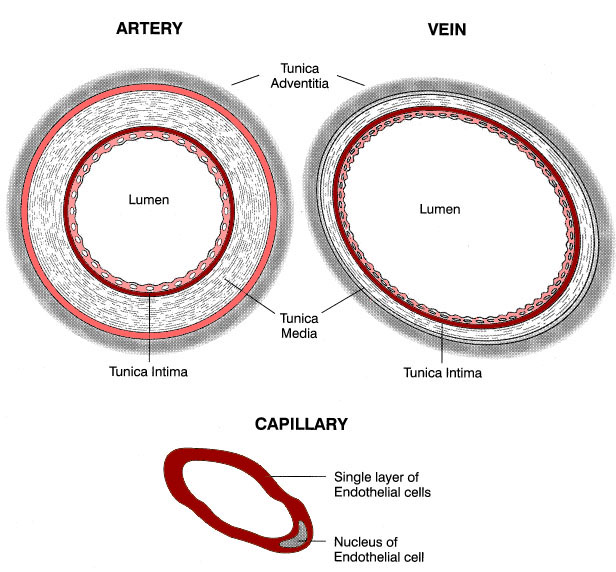 ARTERY
VEIN
Tunica
Adventitia
Lumen
Lumen
Tunica
Media
Tunica Intima
Tunica Intima
CAPILLARY
Single layer of
Endothelial cells
Nucleus of
Endothelial cell